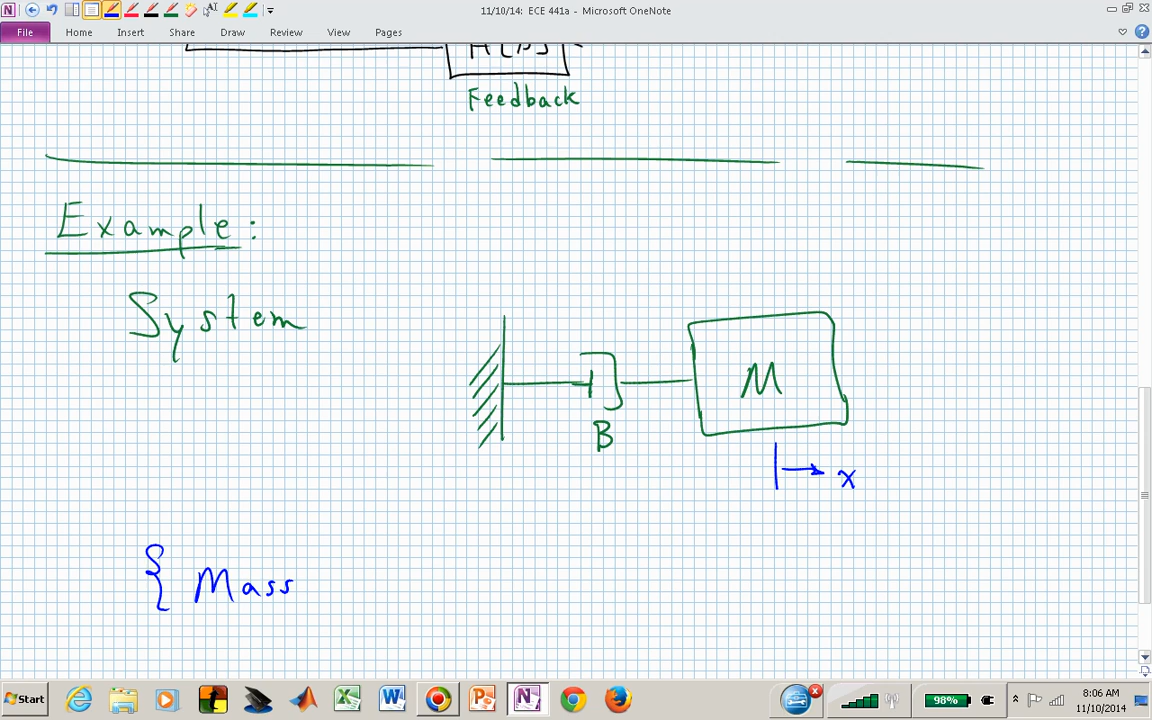 11/10/14: ECE 441a - Microsoft OneNote
File Home Insert Share Draw Review View Pages
H(s)
Feedback
Example:
System
M
B
x
{ Mass
Start
98%
8:06 AM
11/10/2014